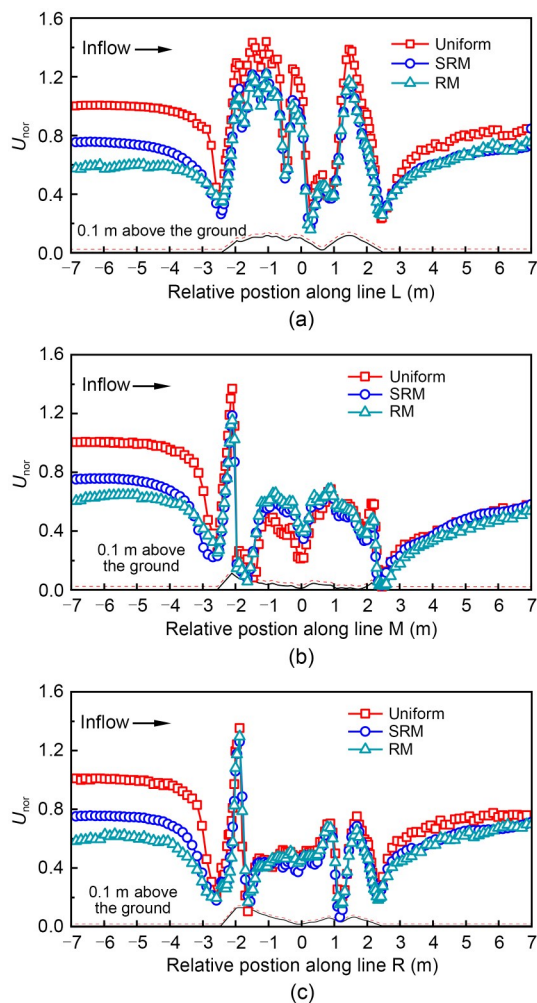 1.6
1.2
0.8
0.4
0.0
Unor
Inflow
Uniform
SRM
RM
0.1 m above the ground
−7 −6 −5 −4 −3 −2 −1 0 1 2 3 4 5 6 7
Relative postion along line L (m)
(a)
1.6
1.2
0.8
0.4
0.0
Unor
Inflow
Uniform
SRM
RM
0.1 m above
the ground
−7 −6 −5 −4 −3 −2 −1 0 1 2 3 4 5 6 7
Relative postion along line M (m)
(b)
1.6
1.2
0.8
0.4
0.0
Unor
Inflow
Uniform
SRM
RM
0.1 m above
the ground
−7 −6 −5 −4 −3 −2 −1 0 1 2 3 4 5 6 7
Relative postion along line R (m)
(c)